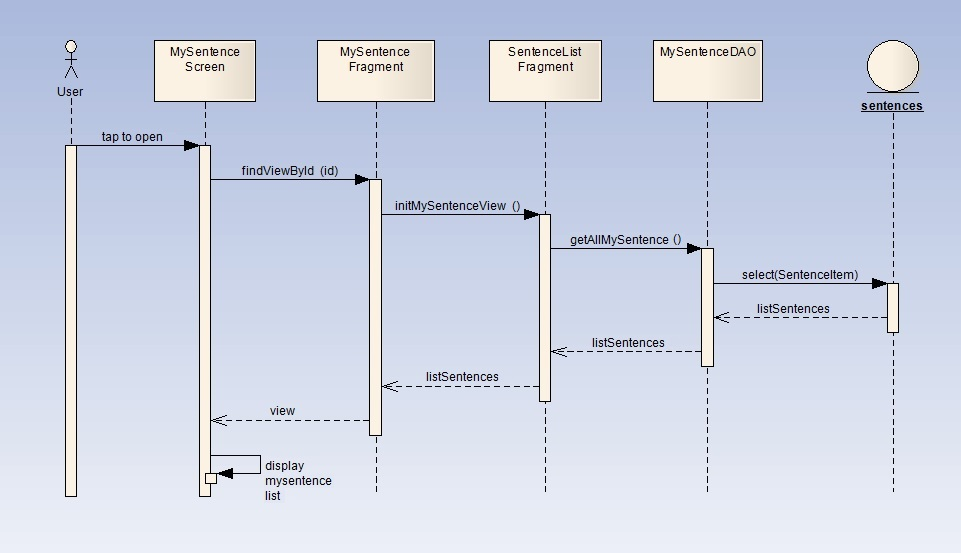 MySentence
Screen
MySentence
Fragment
SentenceList
Fragment
MySentenceDAO
User
sentences
tap to open
findViewById (id)
initMySentenceView ()
getAllMySentence ()
select(SentenceItem)
listSentences
listSentences
listSentences
view
display
mysentence
list